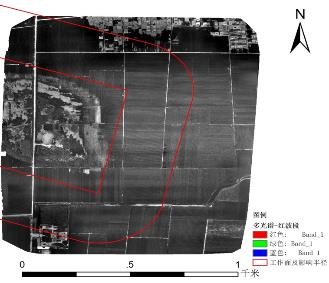 N
图例
多光谱-红波段
红色: Band_1
绿色: Band_1
蓝色: Band_1
工作面及影响半径
0 .5 1
千米